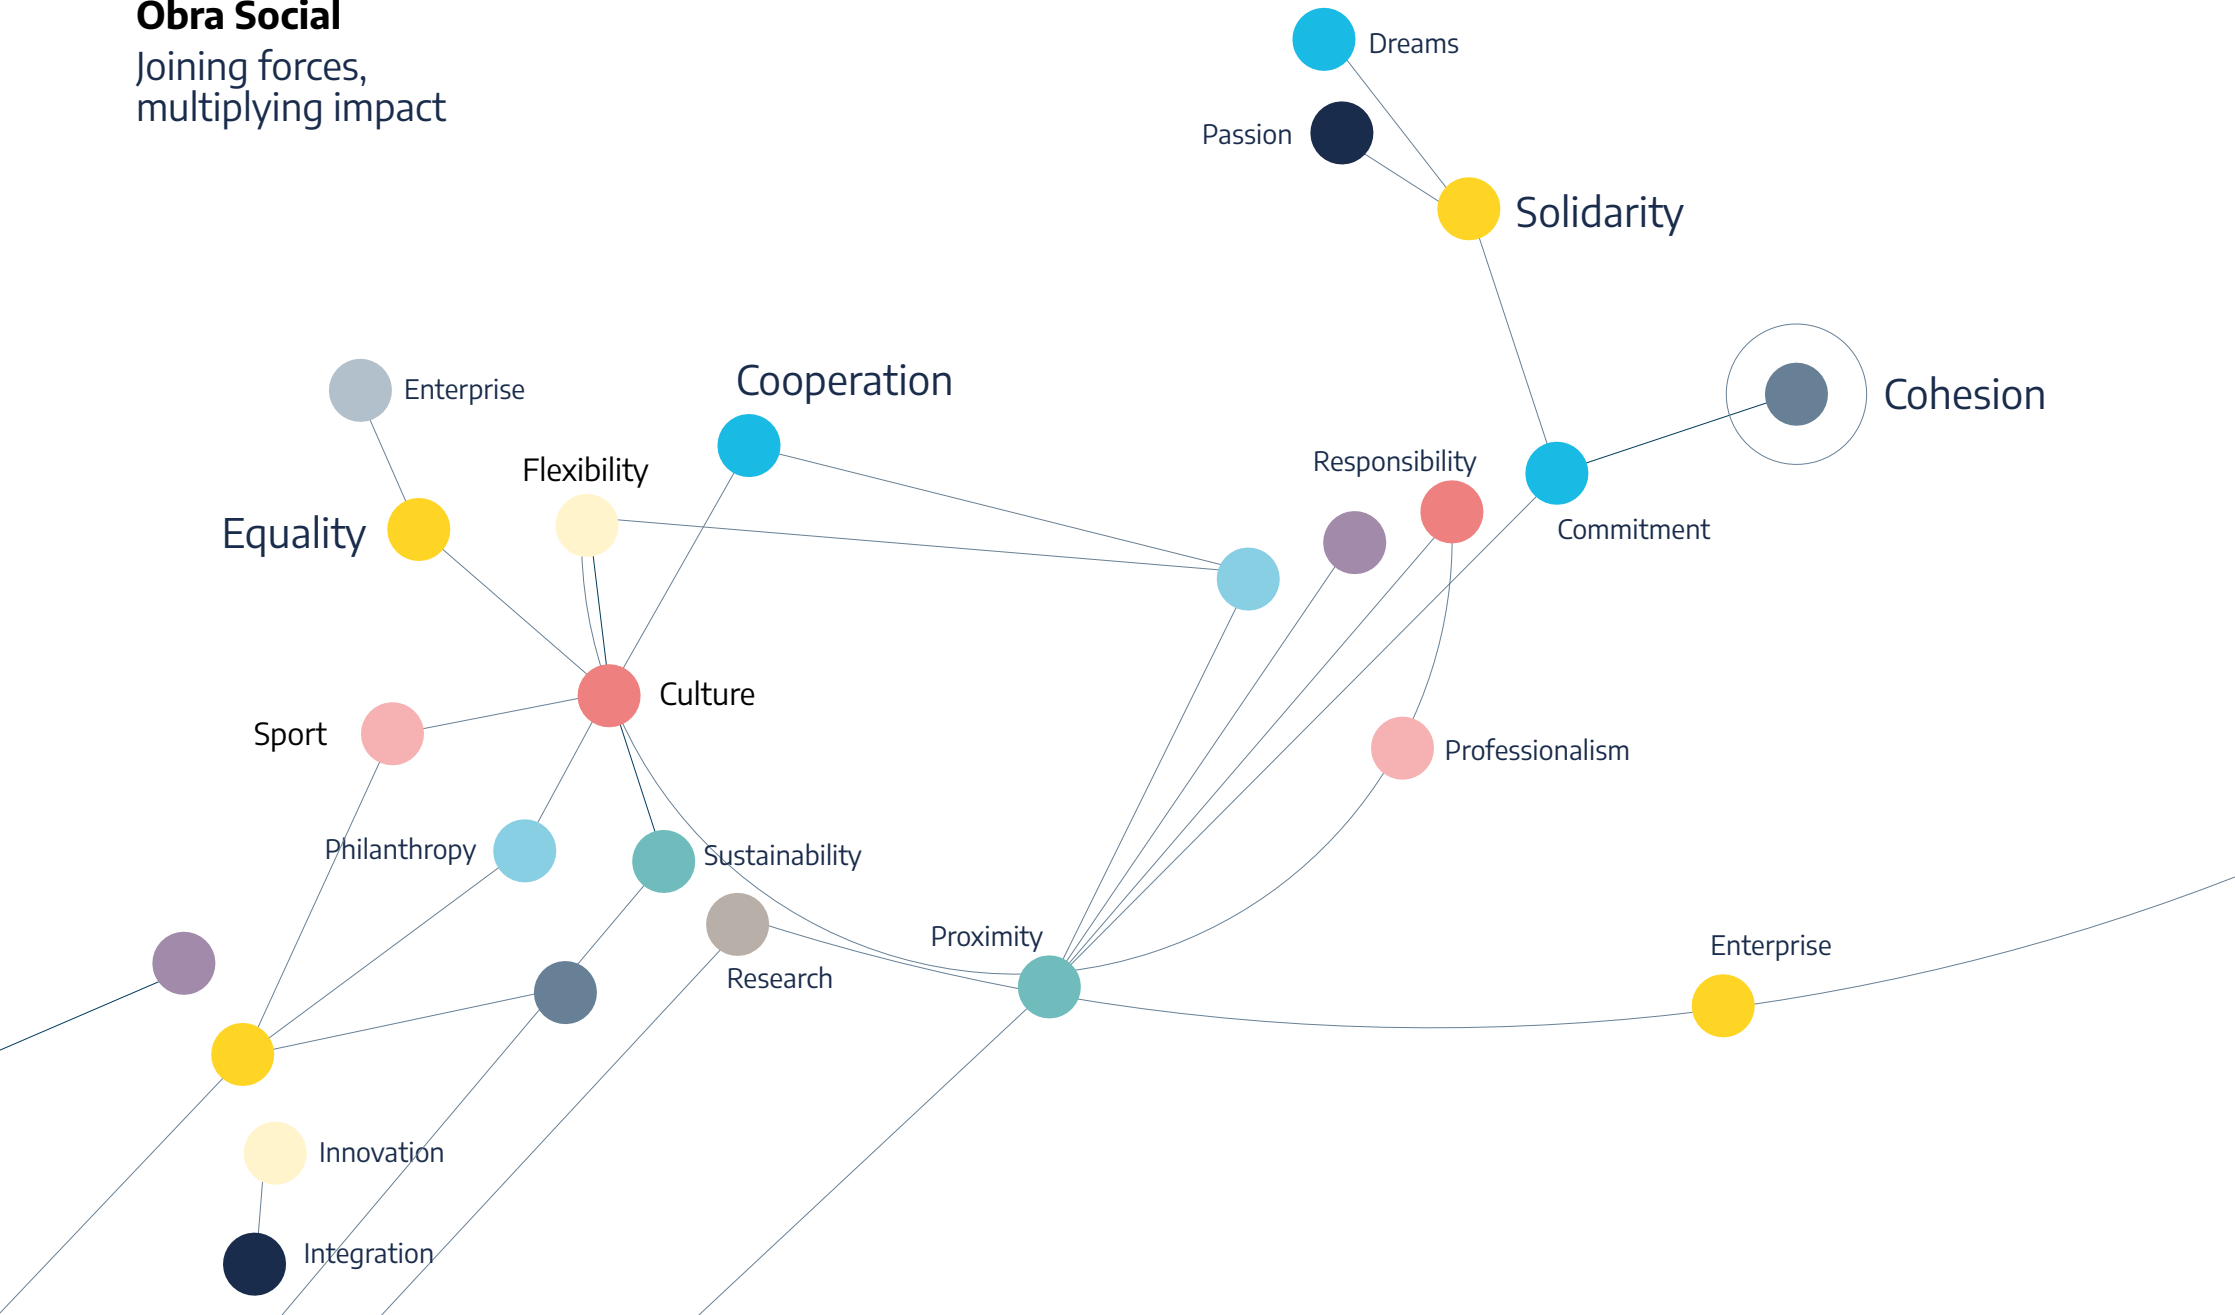 Obra Social
Joining forces,
multiplying impact
Dreams
Passion
Solidarity
Cooperation
Enterprise
Cohesion
Flexibility
Responsibility
Equality
Commitment
Culture
Sport
Professionalism
Philanthropy
Sustainability
Proximity
Enterprise
Research
Innovation
Integration